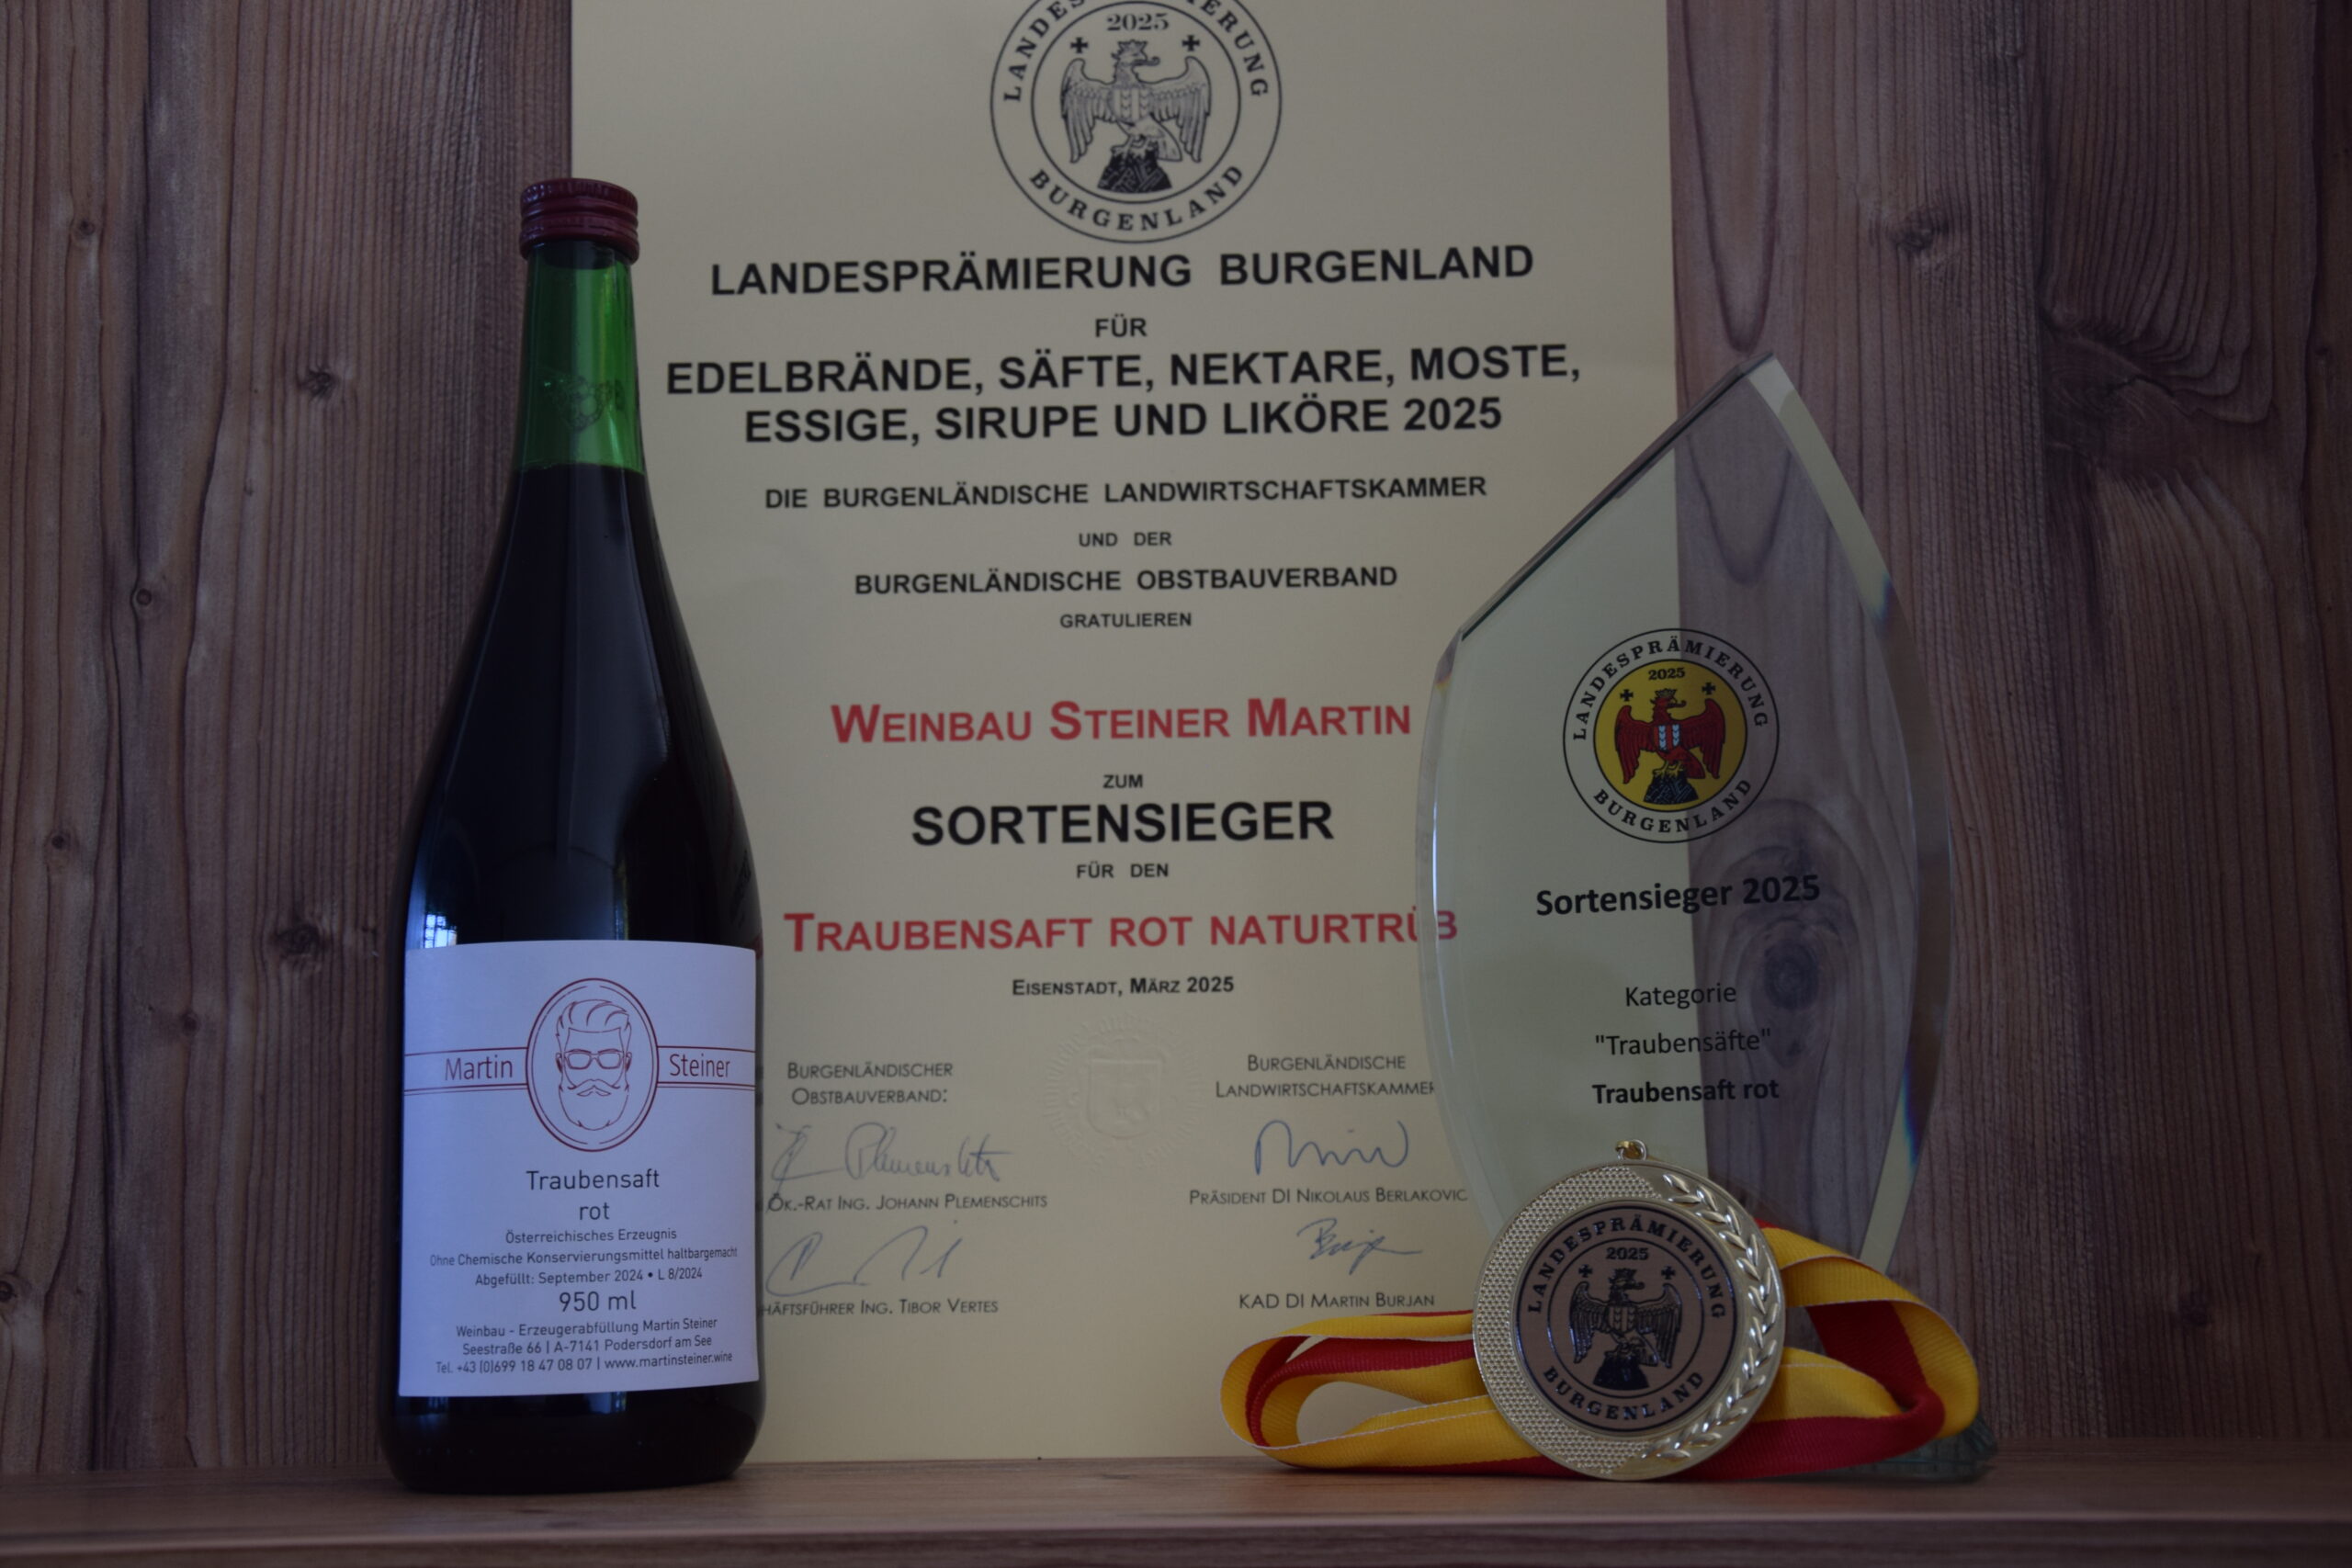 LANDESPRÄMIERUNG
2025
BURGENLAND
LANDESPRÄMIERUNG BURGENLAND
FÜR
EDELBRÄNDE, SÄFTE, NEKTARE, MOSTE,
ESSIGE, SIRUPE UND LIKÖRE 2025
DIE BURGENLÄNDISCHE LANDWIRTSCHAFTSKAMMER
UND DER
BURGENLÄNDISCHE OBSTBAUVERBAND
GRATULIEREN
WEINBAU STEINER MARTIN
ZUM
SORTENSIEGER
FÜR DEN
TRAUBENSAFT ROT NATURTRÜB
EISENSTADT, MÄRZ 2025
BURGENLÄNDISCHER
OBSTBAUVERBAND:
ÖK.-RAT ING. JOHANN PLEMENSCHITS
HÄFTSFÜHRER ING. TIBOR VERTES
BURGENLÄNDISCHE
LANDWIRTSCHAFTSKAMMER
PRÄSIDENT DI NIKOLAUS BERLAKOVIC
KAD DI MARTIN BURJAN
Martin Steiner
Traubensaft
rot
Österreichisches Erzeugnis
Ohne Chemische Konservierungsmittel haltbargemacht
Abgefüllt: September 2024 • L 8/2024
950 ml
Weinbau - Erzeugerabfüllung Martin Steiner
Seestraße 66 | A-7141 Podersdorf am See
Tel. +43 (0)699 18 47 08 07 | www.martinsteiner.wine
LANDESPRÄMIERUNG
2025
BURGENLAND
Sortensieger 2025
Kategorie
"Traubensäfte"
Traubensaft rot
LANDESPRÄMIERUNG
2025
BURGENLAND